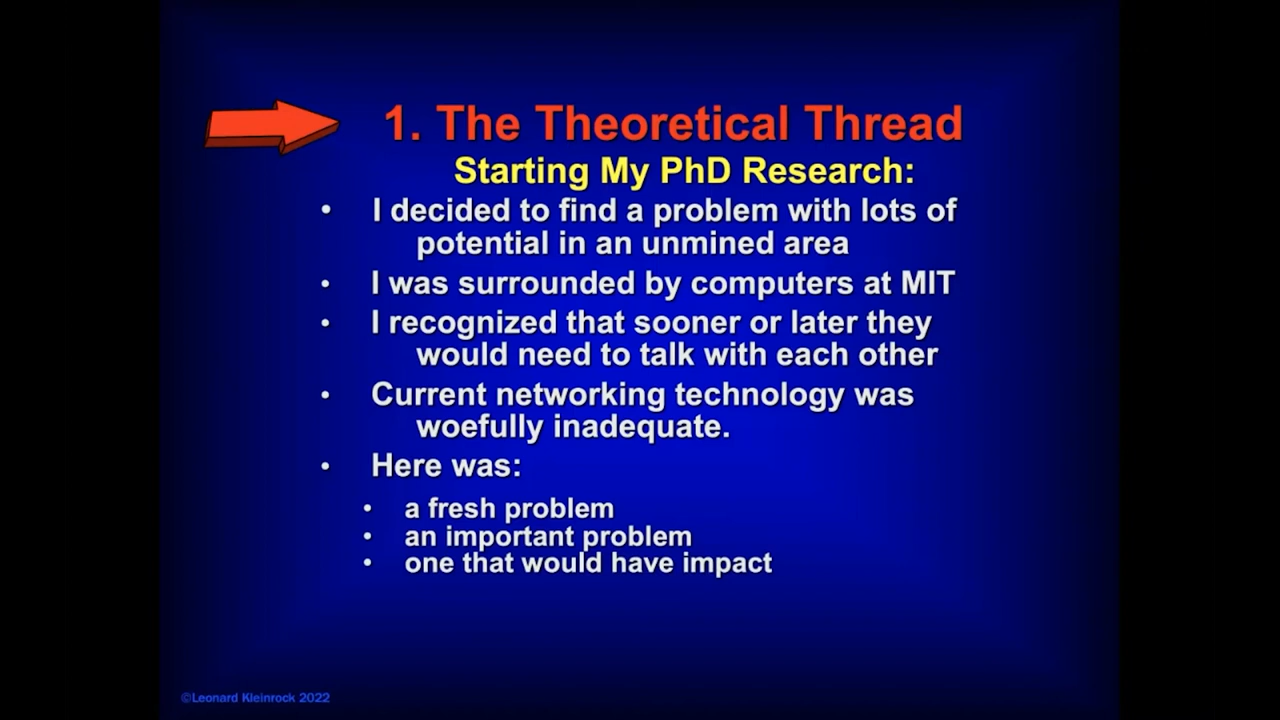 1. The Theoretical Thread
Starting My PhD Research:
• I decided to find a problem with lots of
potential in an unmined area
• I was surrounded by computers at MIT
• I recognized that sooner or later they
would need to talk with each other
• Current networking technology was
woefully inadequate.
• Here was:
• a fresh problem
• an important problem
• one that would have impact
©Leonard Kleinrock 2022